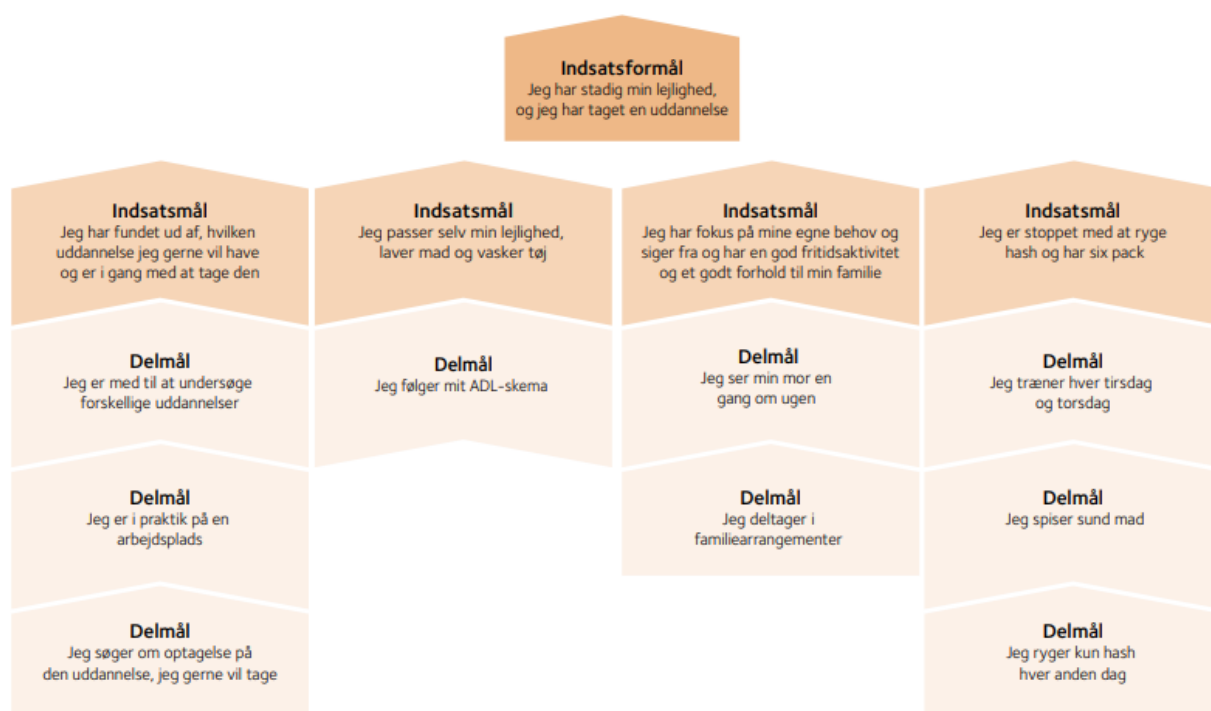 Indsatsformål
Jeg har stadig min lejlighed,
og jeg har taget en uddannelse
Indsatsmål
Jeg har fundet ud af, hvilken
uddannelse jeg gerne vil have
og er i gang med at tage den
Indsatsmål
Jeg passer selv min lejlighed,
laver mad og vasker tøj
Indsatsmål
Jeg har fokus på mine egne behov og
siger fra og har en god fritidsaktivitet
og et godt forhold til min familie
Indsatsmål
Jeg er stoppet med at ryge
hash og har six pack
Delmål
Jeg er med til at undersøge
forskellige uddannelser
Delmål
Jeg følger mit ADL-skema
Delmål
Jeg ser min mor en
gang om ugen
Delmål
Jeg træner hver tirsdag
og torsdag
Delmål
Jeg er i praktik på en
arbejdsplads
Delmål
Jeg deltager i
familiearrangementer
Delmål
Jeg spiser sund mad
Delmål
Jeg søger om optagelse på
den uddannelse, jeg gerne vil tage
Delmål
Jeg ryger kun hash
hver anden dag